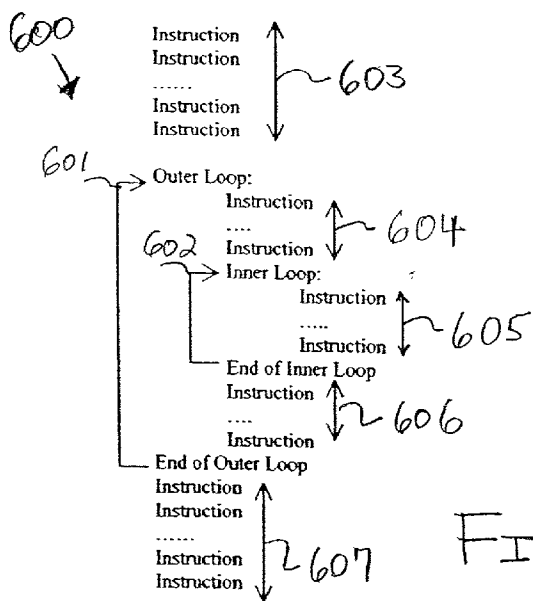 600
Instruction
Instruction
......
Instruction
Instruction
603
601
Outer Loop:
Instruction
....
Instruction
604
602
Inner Loop:
Instruction
.....
Instruction
605
End of Inner Loop
Instruction
....
Instruction
606
End of Outer Loop
Instruction
Instruction
......
Instruction
Instruction
607
FI